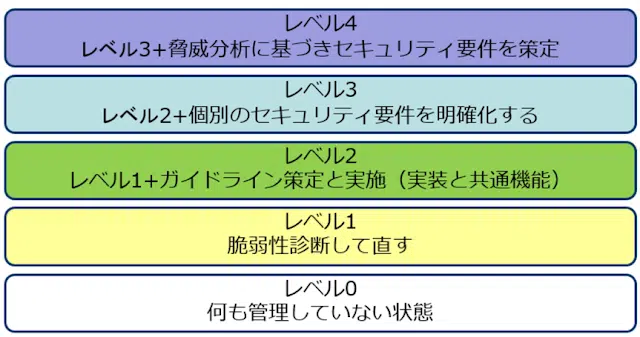 レベル4
レベル3+脅威分析に基づきセキュリティ要件を策定
レベル3
レベル2+個別のセキュリティ要件を明確化する
レベル2
レベル1+ガイドライン策定と実施（実装と共通機能）
レベル1
脆弱性診断して直す
レベル0
何も管理していない状態